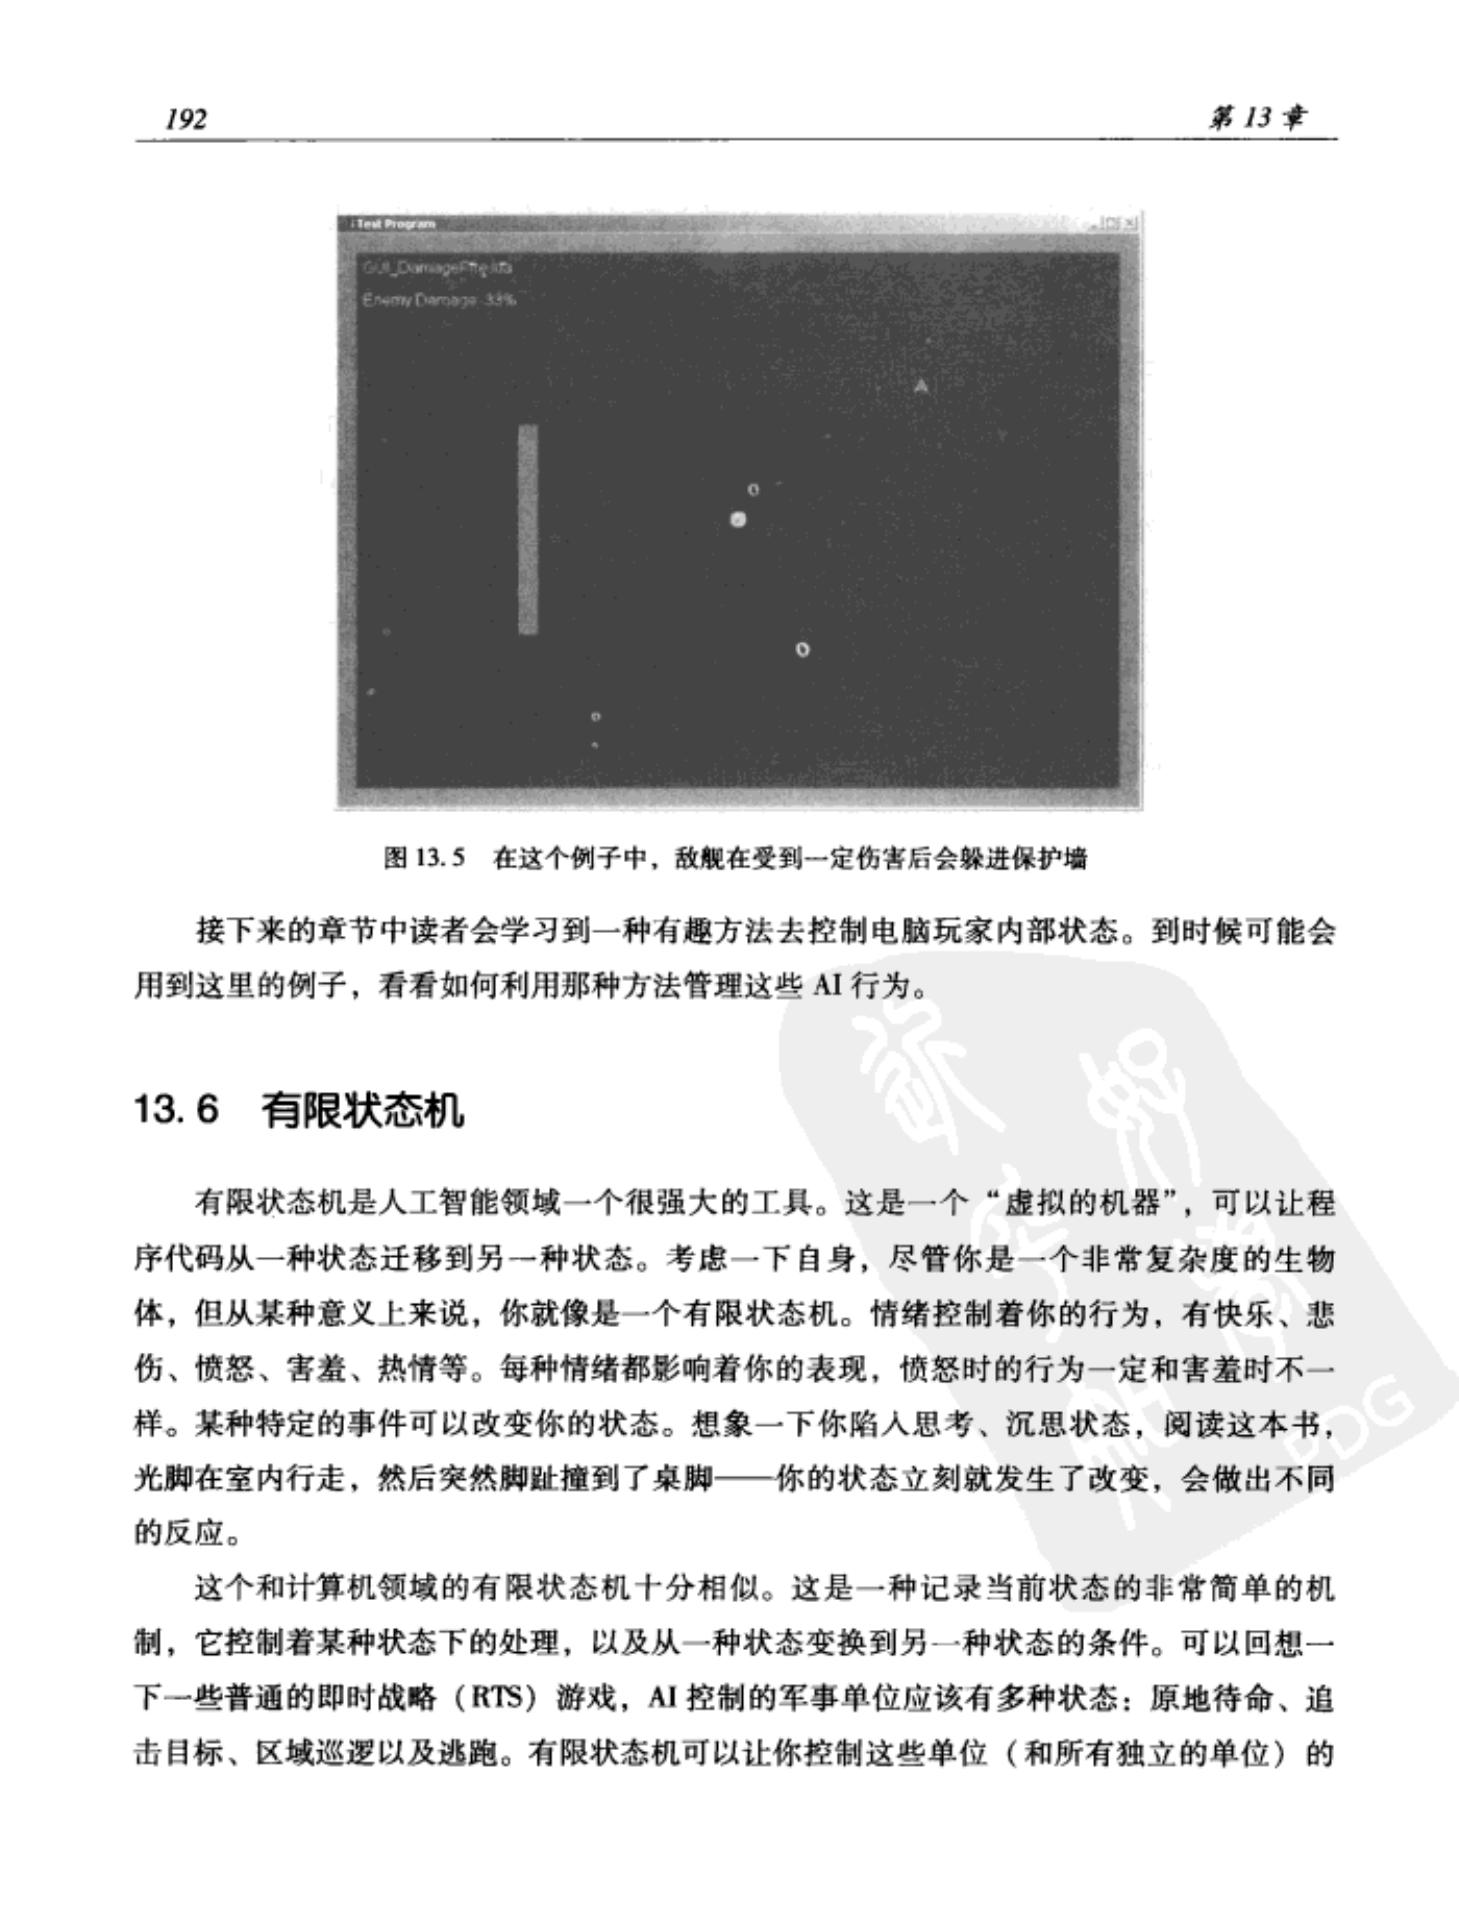 192
第 13 章
Test Program
Enemy Damage 33%
图 13.5 在这个例子中，敌舰在受到一定伤害后会躲进保护墙
接下来的章节中读者会学习到一种有趣方法去控制电脑玩家内部状态。到时候可能会
用到这里的例子，看看如何利用那种方法管理这些 AI 行为。
13.6 有限状态机
有限状态机是人工智能领域一个很强大的工具。这是一个“虚拟的机器”，可以让程
序代码从一种状态迁移到另一种状态。考虑一下自身，尽管你是一个非常复杂度的生物
体，但从某种意义上来说，你就像是一个有限状态机。情绪控制着你的行为，有快乐、悲
伤、愤怒、害羞、热情等。每种情绪都影响着你的表现，愤怒时的行为一定和害羞时不一
样。某种特定的事件可以改变你的状态。想象一下你陷入思考、沉思状态，阅读这本书，
光脚在室内行走，然后突然脚趾撞到了桌脚——你的状态立刻就发生了改变，会做出不同
的反应。
这个和计算机领域的有限状态机十分相似。这是一种记录当前状态的非常简单的机
制，它控制着某种状态下的处理，以及从一种状态变换到另一种状态的条件。可以回想一
下一些普通的即时战略（RTS）游戏，AI 控制的军事单位应该有多种状态：原地待命、追
击目标、区域巡逻以及逃跑。有限状态机可以让你控制这些单位（和所有独立的单位）的
PDG